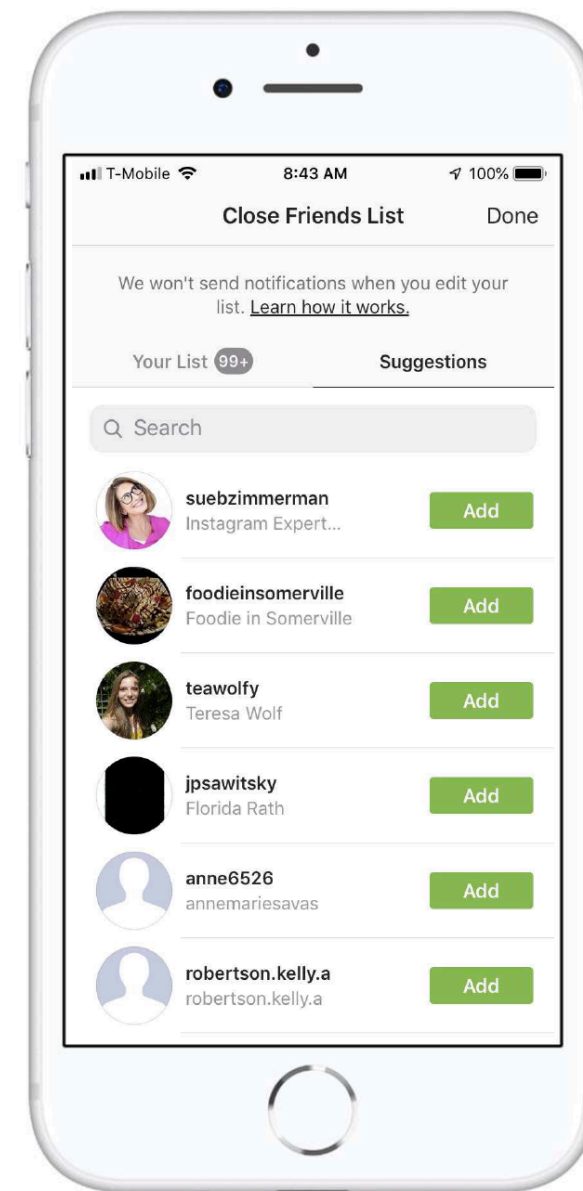 T-Mobile 8:43 AM 100%
Close Friends List Done
We won't send notifications when you edit your
list. Learn how it works.
Your List 99+ Suggestions
Search
suebzimmerman
Instagram Expert...
Add
foodieinsomerville
Foodie in Somerville
Add
teawolfy
Teresa Wolf
Add
jpsawitsky
Florida Rath
Add
anne6526
annemariesavas
Add
robertson.kelly.a
robertson.kelly.a
Add